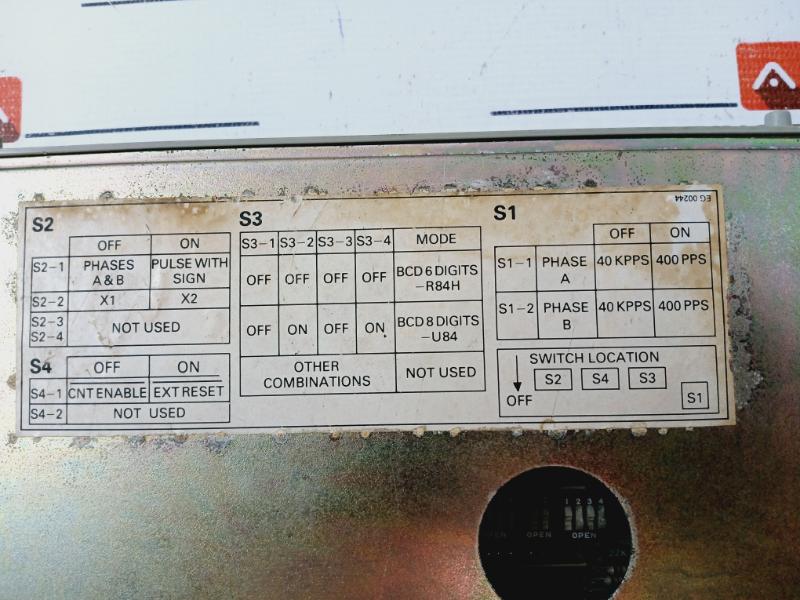 EG 00244
S2
OFF ON
S2-1 PHASES A & B PULSE WITH SIGN
S2-2 X1 X2
S2-3
S2-4 NOT USED
S4 OFF ON
S4-1 CNT ENABLE EXT RESET
S4-2 NOT USED
S3
S3-1 S3-2 S3-3 S3-4 MODE
OFF OFF OFF OFF BCD 6 DIGITS
-R84H
OFF ON OFF ON BCD 8 DIGITS
-U84
OTHER
COMBINATIONS NOT USED
S1
OFF ON
S1-1 PHASE A 40 KPPS 400 PPS
S1-2 PHASE B 40 KPPS 400 PPS
SWITCH LOCATION
S2 S4 S3
OFF
S1
1 2 3 4
OPEN OPEN
22K